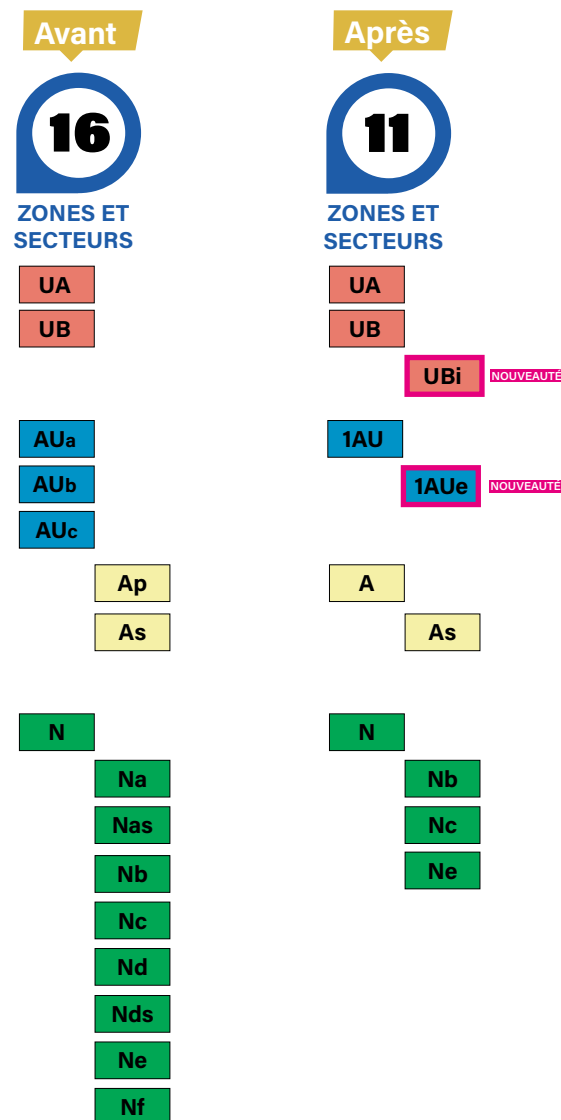 Avant
16
ZONES ET
SECTEURS
UA
UB
AUa
AUb
AUc
Ap
As
N
Na
Nas
Nb
Nc
Nd
Nds
Ne
Nf
Après
11
ZONES ET
SECTEURS
UA
UB
UBi NOUVEAUTÉ
1AU
1AUe NOUVEAUTÉ
A
As
N
Nb
Nc
Ne